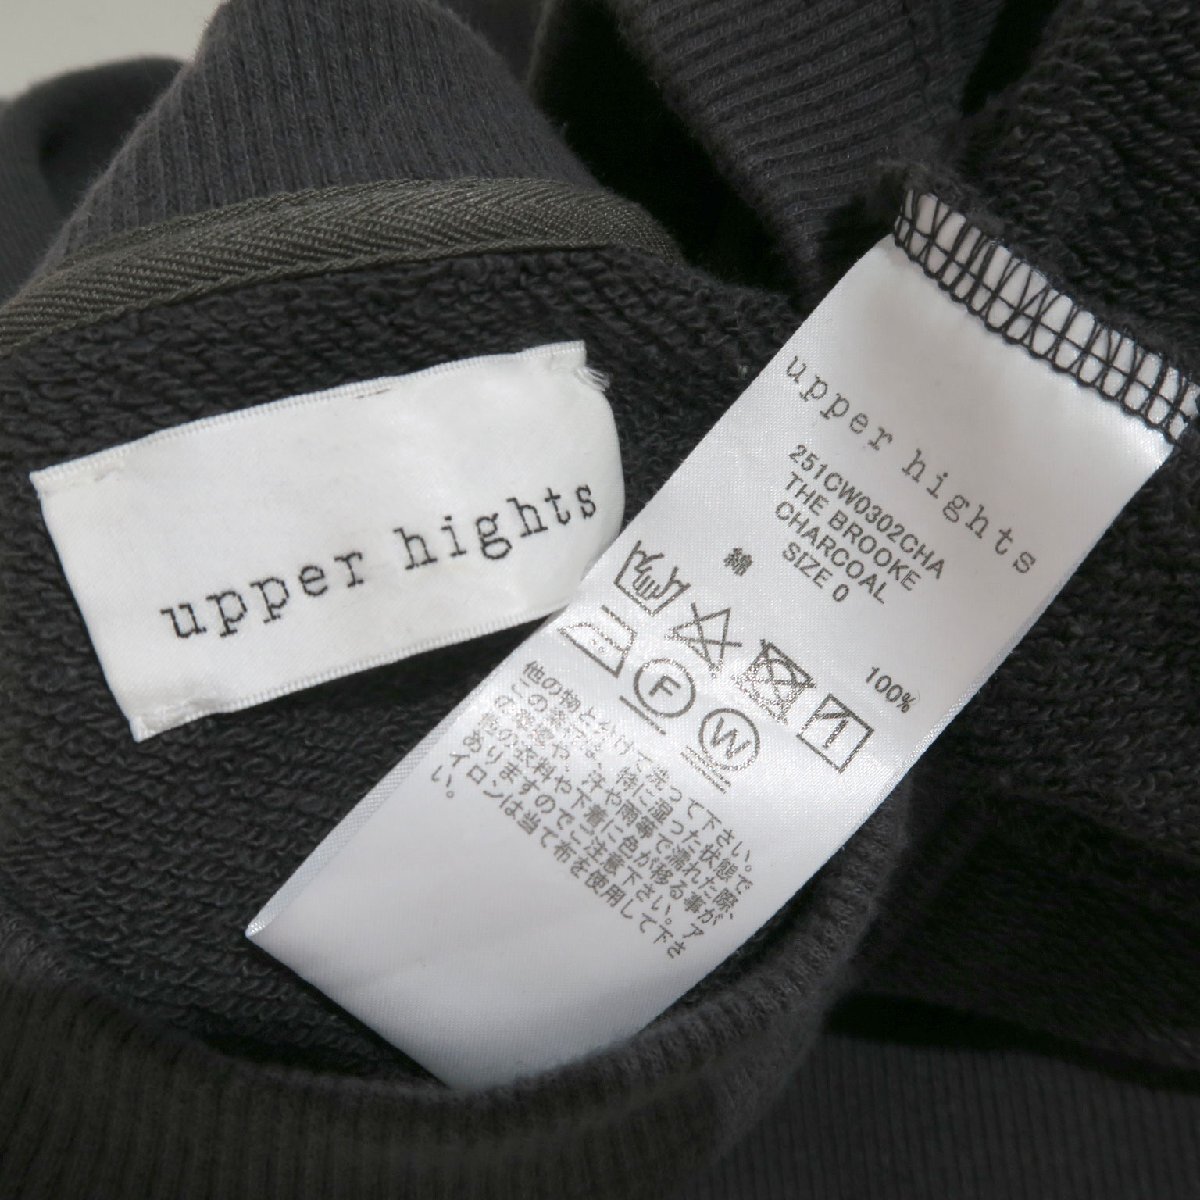 upper hights
upper hights
251CW0302CHA
THE BROOKE
CHARCOAL
SIZE 0
綿 100%
F W
他の物と分けて洗って下さい。
この製品は、特に湿った状態で
の着用や、汗や雨等で濡れた際、
他の衣料や下着に色が移る事が
ありますのでご注意下さい。ア
イロンは当て布を使用して下さ
い。